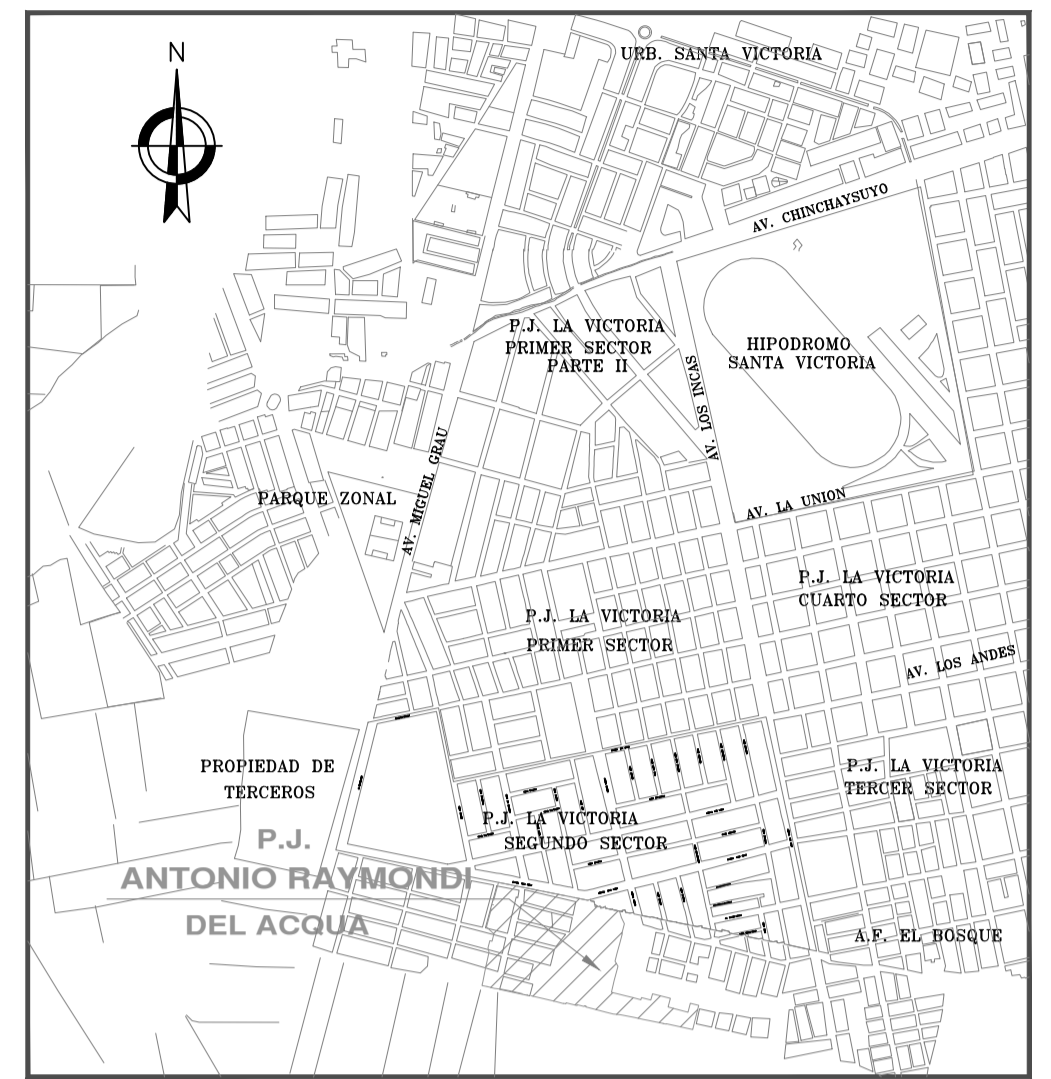 N
URB. SANTA VICTORIA
AV. CHINCHAYSUYO
P.J. LA VICTORIA
PRIMER SECTOR
PARTE II
HIPODROMO
SANTA VICTORIA
AV. LOS INCAS
AV. MIGUEL GRAU
PARQUE ZONAL
AV. LA UNION
P.J. LA VICTORIA
CUARTO SECTOR
P.J. LA VICTORIA
PRIMER SECTOR
AV. LOS ANDES
PROPIEDAD DE
TERCEROS
P.J. LA VICTORIA
TERCER SECTOR
P.J. LA VICTORIA
SEGUNDO SECTOR
P.J.
ANTONIO RAYMONDI
DEL ACQUA
A.F. EL BOSQUE